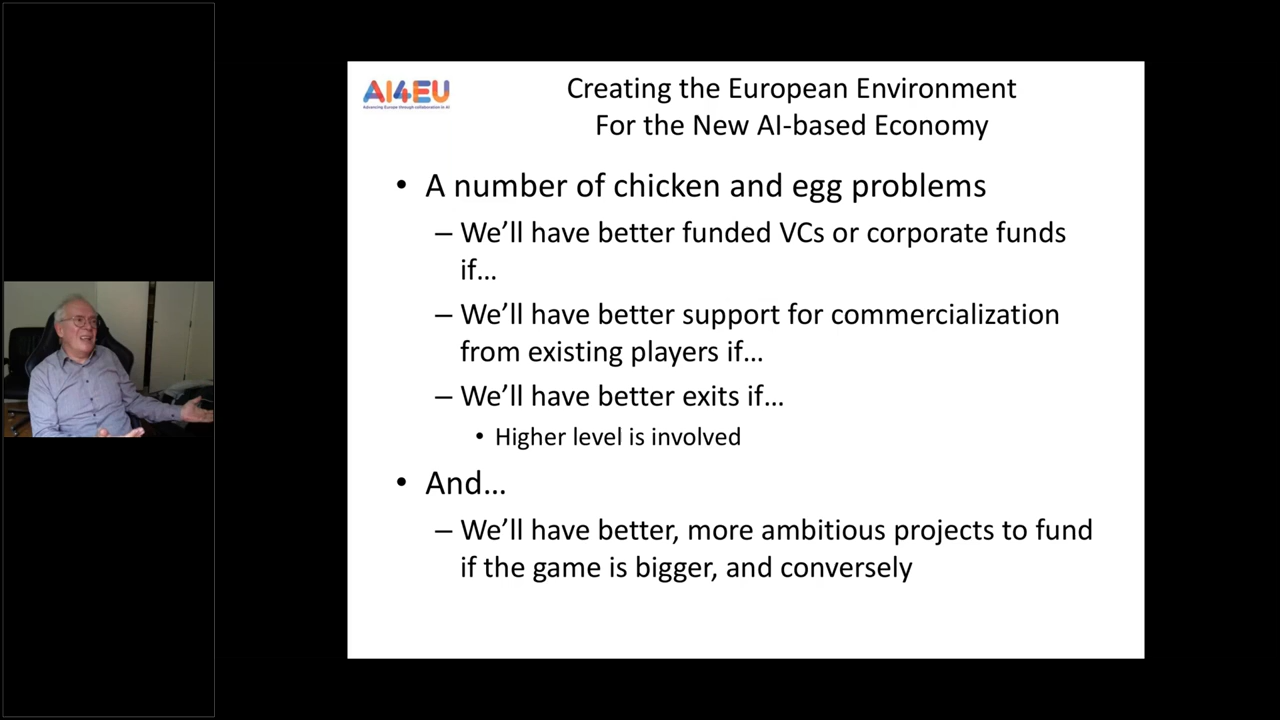 AI4EU
Advancing Europe through collaboration in AI
Creating the European Environment
For the New AI-based Economy
• A number of chicken and egg problems
– We’ll have better funded VCs or corporate funds
if…
– We’ll have better support for commercialization
from existing players if…
– We’ll have better exits if…
• Higher level is involved
• And…
– We’ll have better, more ambitious projects to fund
if the game is bigger, and conversely